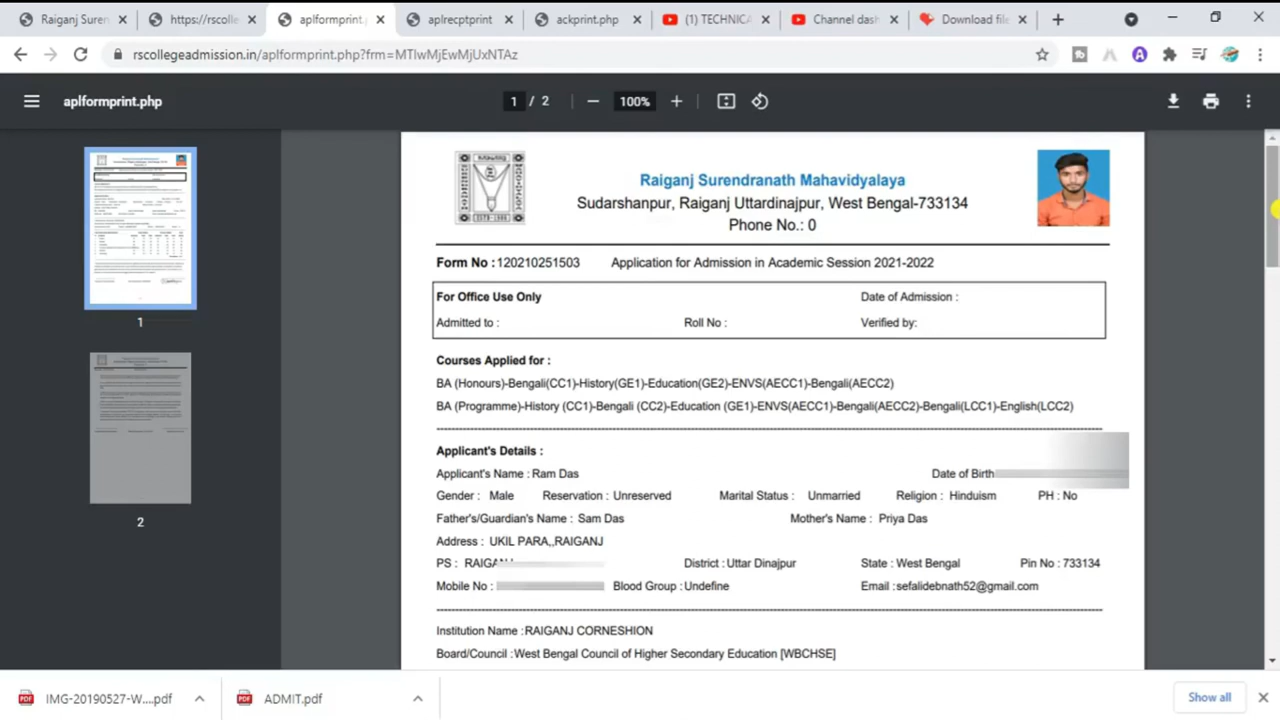 Raiganj Suren
https://rscolle
aplformprint.
aplrecptprint
ackprint.php
(1) TECHNICA
Channel dash
Download file
rscollegeadmission.in/aplformprint.php?frm=MTIwMjEwMjUxNTAz
aplformprint.php
1 / 2
100%
Raiganj Surendranath Mahavidyalaya
Sudarshanpur, Raiganj Uttardinajpur, West Bengal-733134
Phone No.: 0
Form No :120210251503 Application for Admission in Academic Session 2021-2022
For Office Use Only Date of Admission :
Admitted to : Roll No : Verified by:
Courses Applied for :
BA (Honours)-Bengali(CC1)-History(GE1)-Education(GE2)-ENVS(AECC1)-Bengali(AECC2)
BA (Programme)-History (CC1)-Bengali (CC2)-Education (GE1)-ENVS(AECC1)-Bengali(AECC2)-Bengali(LCC1)-English(LCC2)
Applicant's Details :
Applicant's Name : Ram Das Date of Birth
Gender : Male Reservation : Unreserved Marital Status : Unmarried Religion : Hinduism PH : No
Father's/Guardian's Name : Sam Das Mother's Name : Priya Das
Address : UKIL PARA,,RAIGANJ
PS : RAIGANJ District : Uttar Dinajpur State : West Bengal Pin No : 733134
Mobile No : Blood Group : Undefine Email :sefalidebnath52@gmail.com
Institution Name :RAIGANJ CORNESHION
Board/Council :West Bengal Council of Higher Secondary Education [WBCHSE]
1
2
IMG-20190527-W....pdf
ADMIT.pdf
Show all